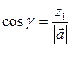 cos γ = z₁ / |a⃗|